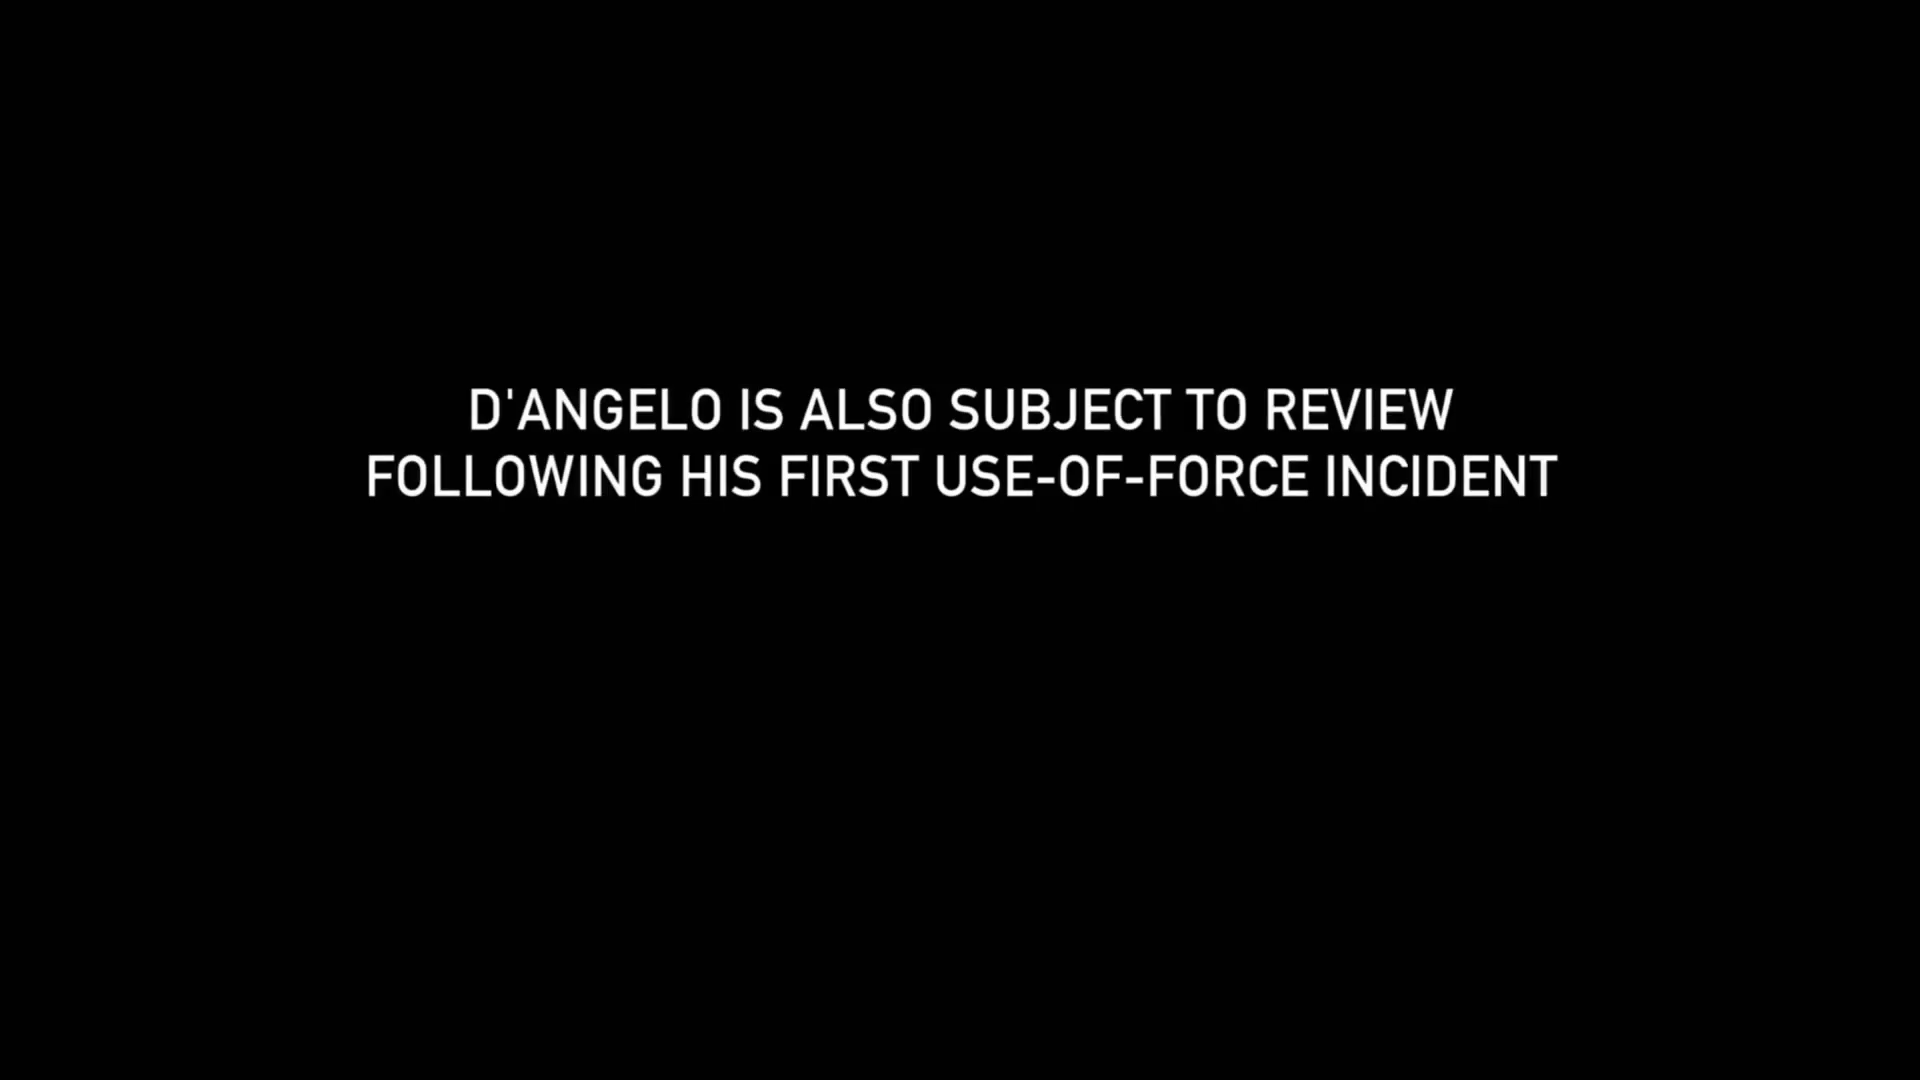 D'ANGELO IS ALSO SUBJECT TO REVIEW
FOLLOWING HIS FIRST USE-OF-FORCE INCIDENT